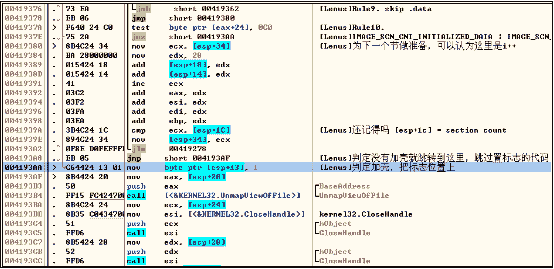 00419376 73 EA jnb short 00419362 (Lenus)Rule9. skip .data
00419378 EB 06 jmp short 00419380
0041937A F640 24 C0 test byte ptr [eax+24], 0C0 (Lenus)Rule10.
0041937E 75 2A jnz short 004193AA (Lenus)IMAGE_SCN_CNT_INITIALIZED_DATA | IMAGE_SCN
00419380 8B4C24 34 mov ecx, [esp+34] (Lenus)为下一个节做准备，可以认为这里是i++
00419384 BA 28000000 mov edx, 28
00419389 015424 18 add [esp+18], edx
0041938D 015424 14 add [esp+14], edx
00419391 41 inc ecx
00419392 03C2 add eax, edx
00419394 03F2 add esi, edx
00419396 03FA add edi, edx
00419398 03EA add ebp, edx
0041939A 3B4C24 1C cmp ecx, [esp+1C] (Lenus)还记得吗 [esp+1c] = section count
0041939E 894C24 34 mov [esp+34], ecx
004193A8 EB 05 jmp short 004193AF (Lenus)判定没有加壳就跳转到这里，跳过置标志的代码
004193AA C64424 13 01 mov byte ptr [esp+13], 1 (Lenus)判定加壳，把标志位置上
004193AF 8B4424 20 mov eax, [esp+20]
004193B3 50 push eax BaseAddress
004193B4 FF15 call [<&KERNEL32.UnmapViewOfFile>] UnmapViewOfFile
004193BA 8B4C24 24 mov ecx, [esp+24]
004193BE 8B35 mov esi, [<&KERNEL32.CloseHandle>] kernel32.CloseHandle
004193C4 51 push ecx hObject
004193C5 FFD6 call esi CloseHandle
004193C7 8B5424 28 mov edx, [esp+28]
004193CB 52 push edx hObject
004193CC FFD6 call esi CloseHandle